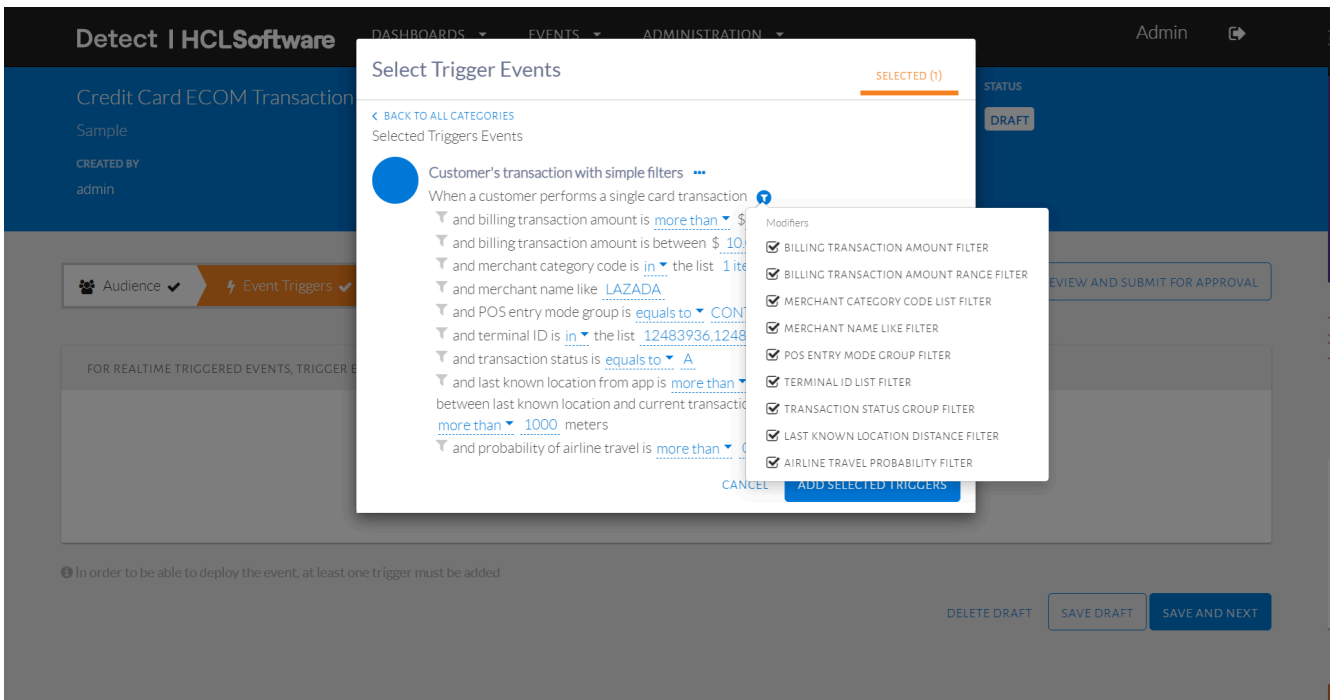 Detect | HCLSoftware
DASHBOARDS
EVENTS
ADMINISTRATION
Admin
Credit Card ECOM Transaction
Sample
CREATED BY
admin
STATUS
DRAFT
Select Trigger Events
SELECTED (1)
BACK TO ALL CATEGORIES
Selected Triggers Events
Customer's transaction with simple filters
When a customer performs a single card transaction
and billing transaction amount is more than $
and billing transaction amount is between $ 10.
and merchant category code is in the list 1
and merchant name like LAZADA
and POS entry mode group is equals to
and terminal ID is in the list 12483936,1248
and transaction status is equals to A
and last known location from app is more than
between last known location and current
more than 1000 meters
and probability of airline travel is more than
CANCEL
ADD SELECTED TRIGGERS
Modifiers
BILLING TRANSACTION AMOUNT FILTER
BILLING TRANSACTION AMOUNT RANGE FILTER
MERCHANT CATEGORY CODE LIST FILTER
MERCHANT NAME LIKE FILTER
POS ENTRY MODE GROUP FILTER
TERMINAL ID LIST FILTER
TRANSACTION STATUS GROUP FILTER
LAST KNOWN LOCATION DISTANCE FILTER
AIRLINE TRAVEL PROBABILITY FILTER
Audience
Event Triggers
EVIEW AND SUBMIT FOR APPROVAL
FOR REALTIME TRIGGERED EVENTS, TRIGGER E
In order to be able to deploy the event, at least one trigger must be added
DELETE DRAFT
SAVE DRAFT
SAVE AND NEXT